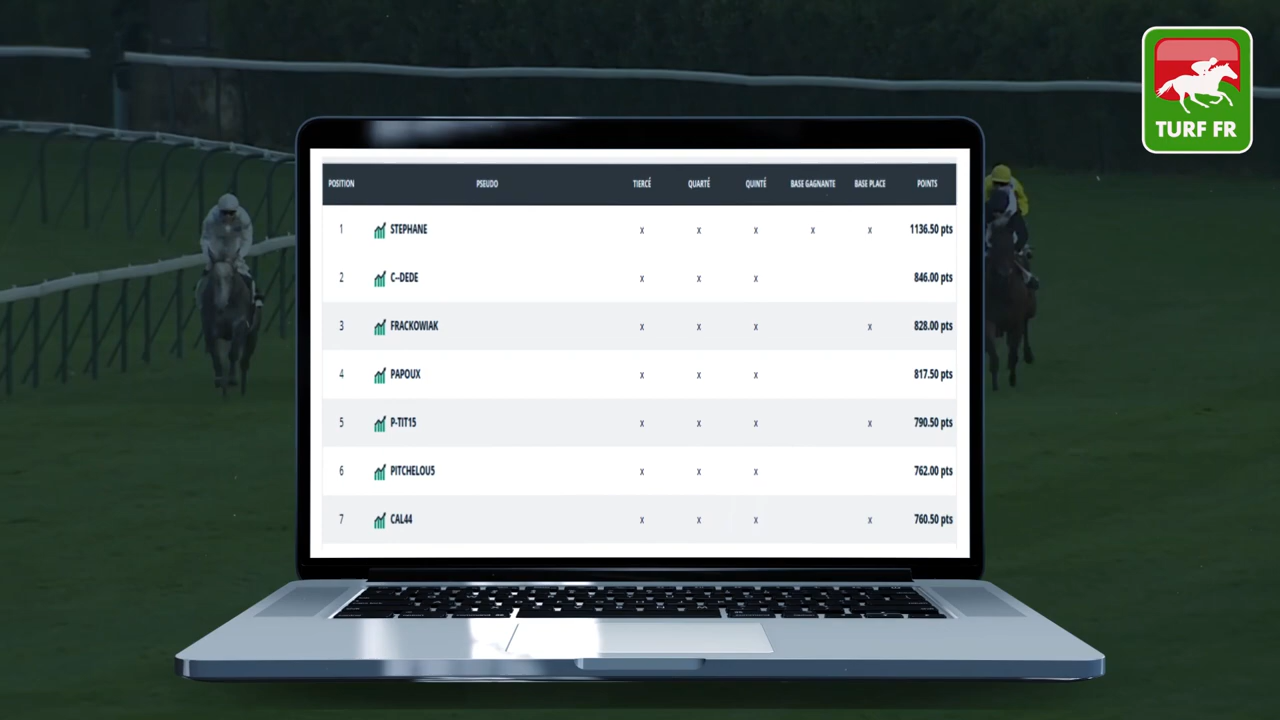 TURF FR
POSITION PSEUDO TIERCÉ QUARTÉ QUINTÉ BASE GAGNANTE BASE PLACE POINTS
1 STEPHANE x x x x x 1136.50 pts
2 C-DEDE x x x 846.00 pts
3 FRACKOWIAK x x x x 828.00 pts
4 PAPOUX x x x 817.50 pts
5 P-TIT15 x x x x 790.50 pts
6 PITCHELOU5 x x x 762.00 pts
7 CAL44 x x x x 760.50 pts